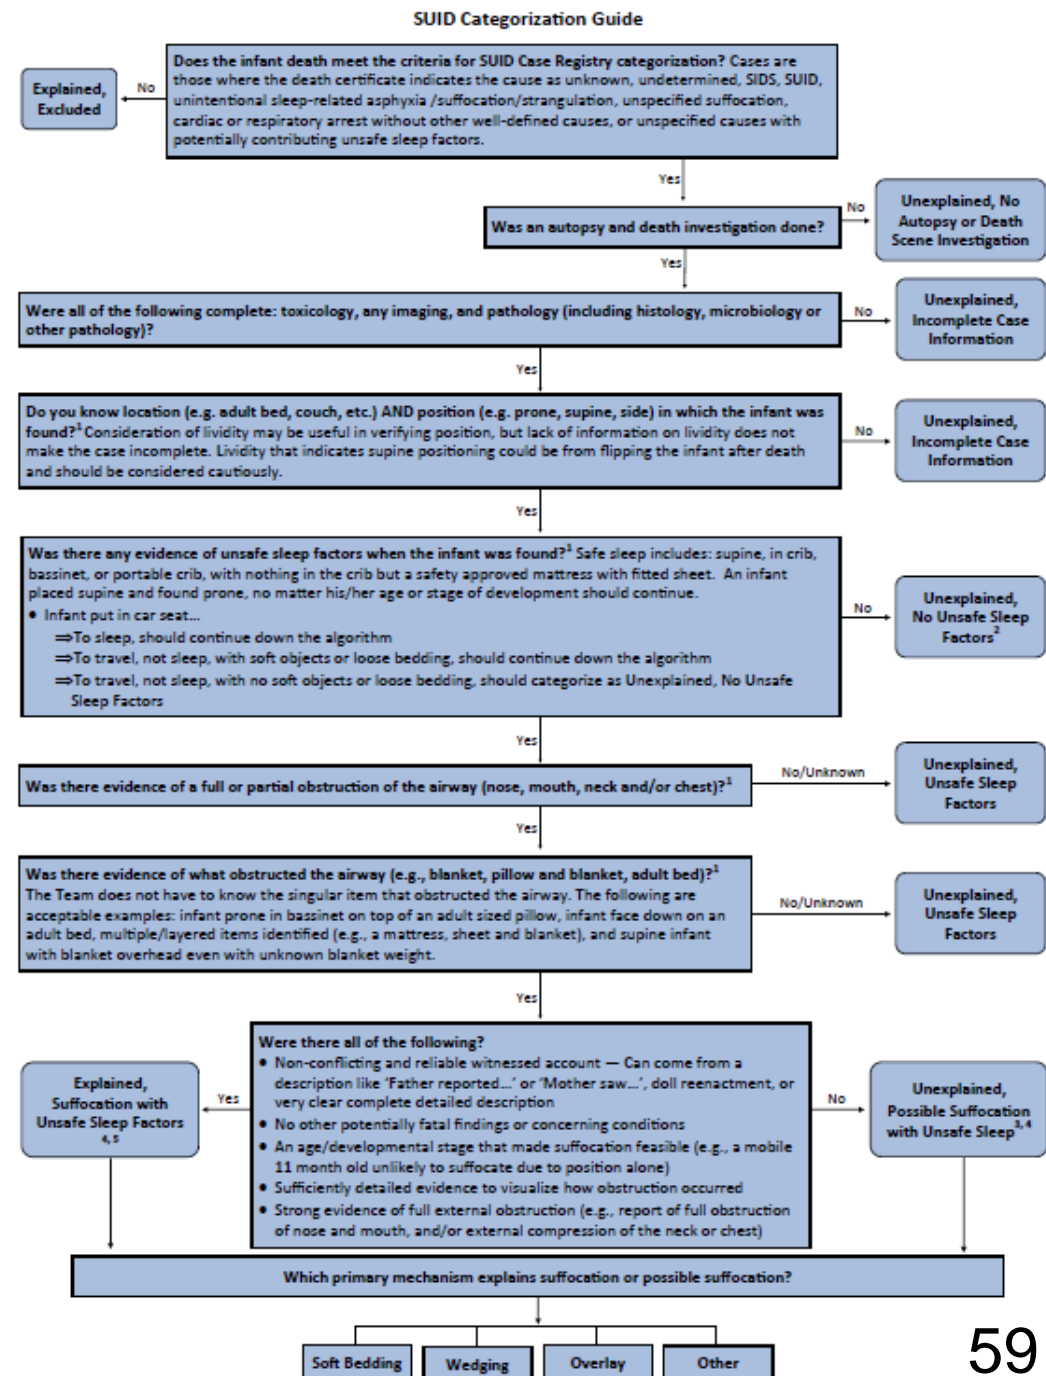 SUID Categorization Guide
Does the infant death meet the criteria for SUID Case Registry categorization? Cases are
those where the death certificate indicates the cause as unknown, undetermined, SIDS, SUID,
unintentional sleep-related asphyxia /suffocation/strangulation, unspecified suffocation,
cardiac or respiratory arrest without other well-defined causes, or unspecified causes with
potentially contributing unsafe sleep factors.
No
Explained,
Excluded
Yes
Was an autopsy and death investigation done?
No
Unexplained, No
Autopsy or Death
Scene Investigation
Yes
Were all of the following complete: toxicology, any imaging, and pathology (including histology, microbiology or
other pathology)?
No
Unexplained,
Incomplete Case
Information
Yes
Do you know location (e.g. adult bed, couch, etc.) AND position (e.g. prone, supine, side) in which the infant was
found?¹ Consideration of lividity may be useful in verifying position, but lack of information on lividity does not
make the case incomplete. Lividity that indicates supine positioning could be from flipping the infant after death
and should be considered cautiously.
No
Unexplained,
Incomplete Case
Information
Yes
Was there any evidence of unsafe sleep factors when the infant was found?¹ Safe sleep includes: supine, in crib,
bassinet, or portable crib, with nothing in the crib but a safety approved mattress with fitted sheet. An infant
placed supine and found prone, no matter his/her age or stage of development should continue.
• Infant put in car seat...
⇒To sleep, should continue down the algorithm
⇒To travel, not sleep, with soft objects or loose bedding, should continue down the algorithm
⇒To travel, not sleep, with no soft objects or loose bedding, should categorize as Unexplained, No Unsafe
Sleep Factors
No
Unexplained,
No Unsafe Sleep
Factors²
Yes
Was there evidence of a full or partial obstruction of the airway (nose, mouth, neck and/or chest)?¹
No/Unknown
Unexplained,
Unsafe Sleep
Factors
Yes
Was there evidence of what obstructed the airway (e.g., blanket, pillow and blanket, adult bed)?¹
The Team does not have to know the singular item that obstructed the airway. The following are
acceptable examples: infant prone in bassinet on top of an adult sized pillow, infant face down on an
adult bed, multiple/layered items identified (e.g., a mattress, sheet and blanket), and supine infant
with blanket overhead even with unknown blanket weight.
No/Unknown
Unexplained,
Unsafe Sleep
Factors
Yes
Were there all of the following?
• Non-conflicting and reliable witnessed account — Can come from a
description like 'Father reported...' or 'Mother saw...', doll reenactment, or
very clear complete detailed description
• No other potentially fatal findings or concerning conditions
• An age/developmental stage that made suffocation feasible (e.g., a mobile
11 month old unlikely to suffocate due to position alone)
• Sufficiently detailed evidence to visualize how obstruction occurred
• Strong evidence of full external obstruction (e.g., report of full obstruction
of nose and mouth, and/or external compression of the neck or chest)
Yes
Explained,
Suffocation with
Unsafe Sleep Factors
4, 5
No
Unexplained,
Possible Suffocation
with Unsafe Sleep³,⁴
Which primary mechanism explains suffocation or possible suffocation?
Soft Bedding
Wedging
Overlay
Other
59